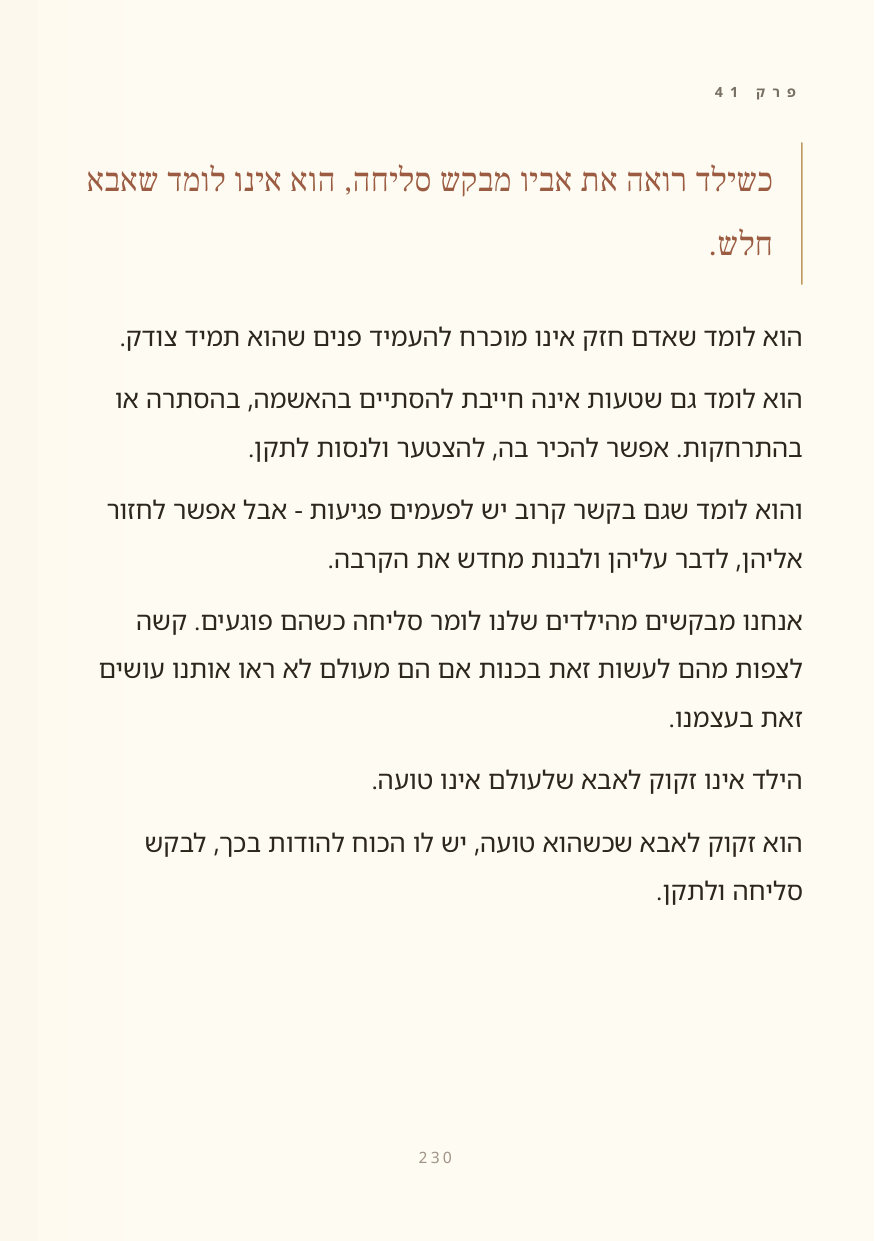 פרק 41
כשילד רואה את אביו מבקש סליחה, הוא אינו לומד שאבא
חלש.
הוא לומד שאדם חזק אינו מוכרח להעמיד פנים שהוא תמיד צודק.
הוא לומד גם שטעות אינה חייבת להסתיים בהאשמה, בהסתרה או
בהתרחקות. אפשר להכיר בה, להצטער ולנסות לתקן.
והוא לומד שגם בקשר קרוב יש לפעמים פגיעות - אבל אפשר לחזור
אליהן, לדבר עליהן ולבנות מחדש את הקרבה.
אנחנו מבקשים מהילדים שלנו לומר סליחה כשהם פוגעים. קשה
לצפות מהם לעשות זאת בכנות אם הם מעולם לא ראו אותנו עושים
זאת בעצמנו.
הילד אינו זקוק לאבא שלעולם אינו טועה.
הוא זקוק לאבא שכשהוא טועה, יש לו הכוח להודות בכך, לבקש
סליחה ולתקן.
230